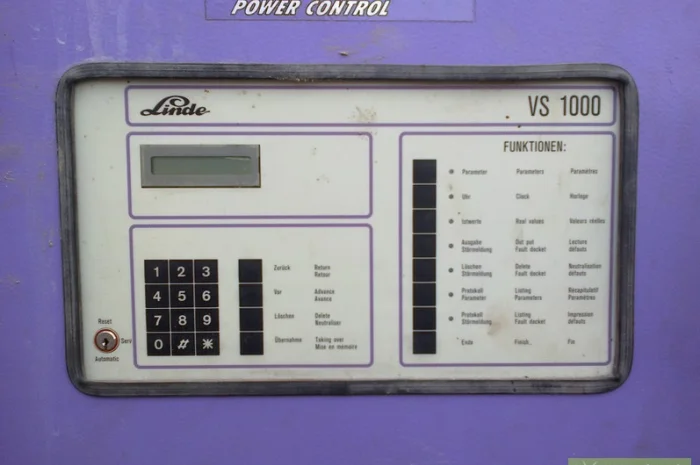 POWER CONTROL
Linde
VS 1000
FUNKTIONEN:
Parameter Parameters Paramètres
Uhr Clock Horloge
Istwerte Real values Valeurs réelles
Ausgabe Out put Lecture
Störmeldung Fault docket défauts
Löschen Delete Neutralisation
Störmeldung Fault docket défauts
Protokoll Listing Récapitulatif
Parameter Parameters Paramètres
Protokoll Listing Impression
Störmeldung Fault docket défauts
Ende Finish Fin
1 2 3
4 5 6
7 8 9
0 # *
Zurück Return
Retour
Vor Advance
Avance
Löschen Delete
Neutraliser
Übernahme Taking over
Mise en memoire
Reset
Serv
Automatic